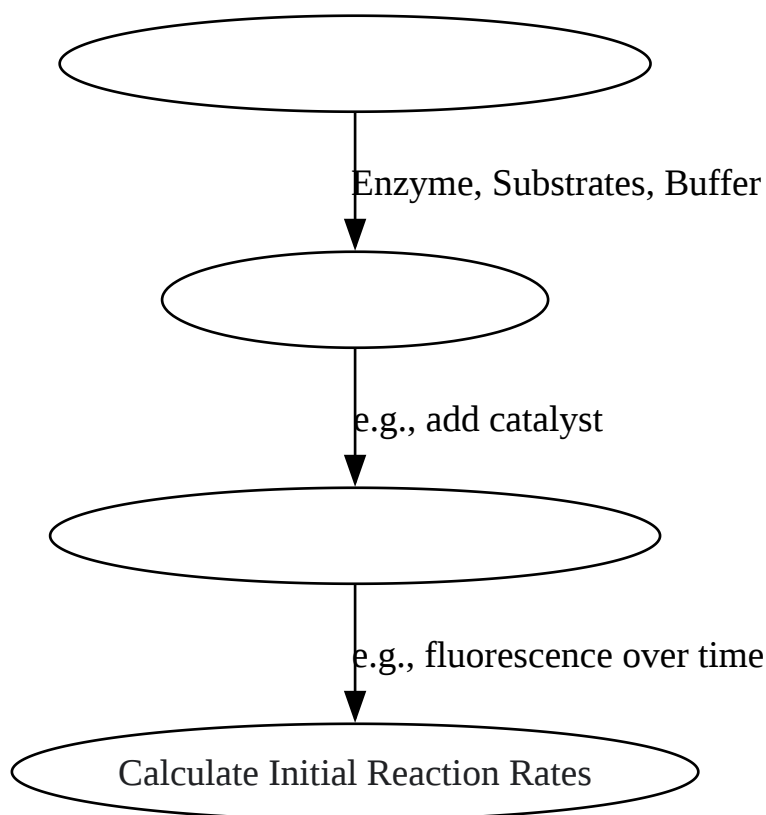 Enzyme, Substrates, Buffer
e.g., add catalyst
e.g., fluorescence over time
Calculate Initial Reaction Rates